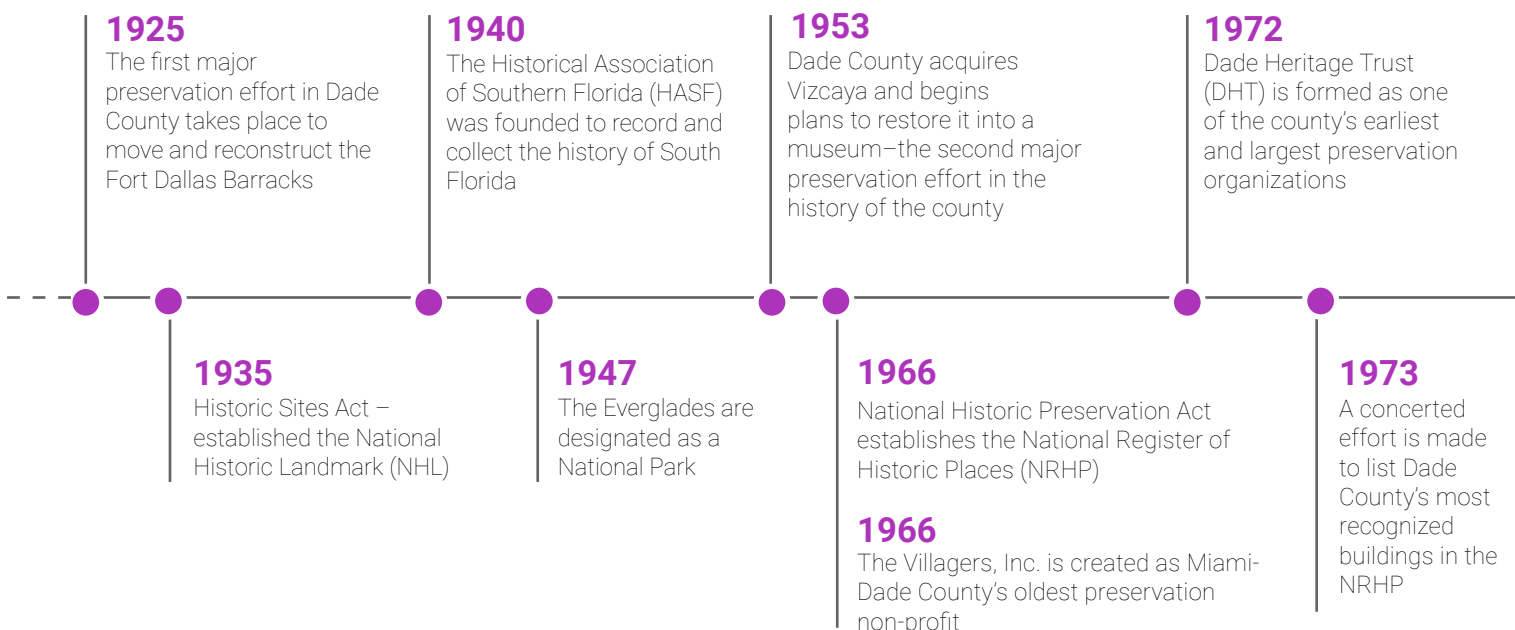 1925
The first major
preservation effort in Dade
County takes place to
move and reconstruct the
Fort Dallas Barracks
1940
The Historical Association
of Southern Florida (HASF)
was founded to record and
collect the history of South
Florida
1953
Dade County acquires
Vizcaya and begins
plans to restore it into a
museum–the second major
preservation effort in the
history of the county
1972
Dade Heritage Trust
(DHT) is formed as one
of the county’s earliest
and largest preservation
organizations
1935
Historic Sites Act –
established the National
Historic Landmark (NHL)
1947
The Everglades are
designated as a
National Park
1966
National Historic Preservation Act
establishes the National Register of
Historic Places (NRHP)
1966
The Villagers, Inc. is created as Miami-
Dade County’s oldest preservation
non-profit
1973
A concerted
effort is made
to list Dade
County’s most
recognized
buildings in the
NRHP